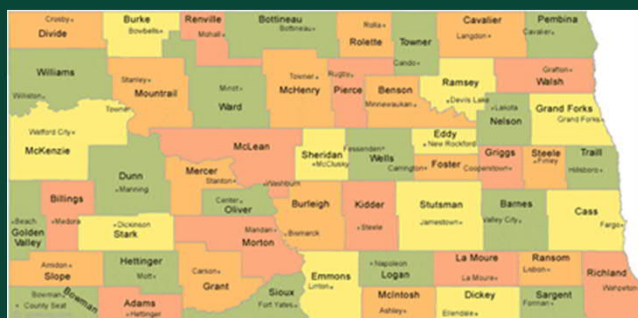 Crosby
Divide
Burke
Bowbells
Renville
Mohall
Bottineau
Bottineau
Rolla
Rolette
Towner
Cando
Cavalier
Langdon
Pembina
Cavalier
Williams
Williston
Stanley
Mountrail
Minot
Ward
Towner
McHenry
Rugby
Pierce
Benson
Minnewaukan
Ramsey
Devils Lake
Grafton
Walsh
Lakota
Nelson
Grand Forks
Grand Forks
Watford City
McKenzie
Towner
Dunn
Manning
McLean
Washburn
Mercer
Stanton
Center
Oliver
Sheridan
McClusky
Fessenden
Wells
Eddy
New Rockford
Carrington
Foster
Griggs
Cooperstown
Steele
Finley
Traill
Hillsboro
Billings
Medora
Beach
Golden
Valley
Dickinson
Stark
Mandan
Morton
Burleigh
Bismarck
Kidder
Steele
Stutsman
Jamestown
Barnes
Valley City
Cass
Fargo
Amidon
Slope
Hettinger
Mott
Carson
Grant
Emmons
Linton
Napoleon
Logan
La Moure
La Moure
Ransom
Lisbon
Richland
Wahpeton
Bowman
County Seat
Bowman
Adams
Hettinger
Sioux
Fort Yates
McIntosh
Ashley
Dickey
Ellendale
Sargent
Forman